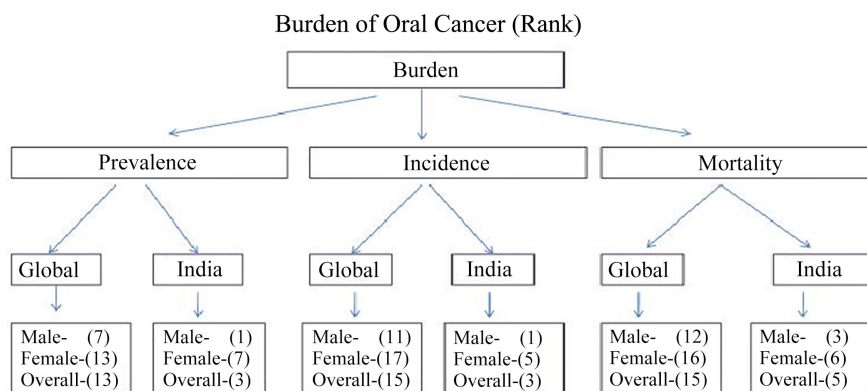 Burden of Oral Cancer (Rank)
Burden
Prevalence
Incidence
Mortality
Global
India
Global
India
Global
India
Male- (7)
Female-(13)
Overall-(13)
Male- (1)
Female-(7)
Overall-(3)
Male- (11)
Female-(17)
Overall-(15)
Male- (1)
Female-(5)
Overall-(3)
Male- (12)
Female-(16)
Overall-(15)
Male- (3)
Female-(6)
Overall-(5)